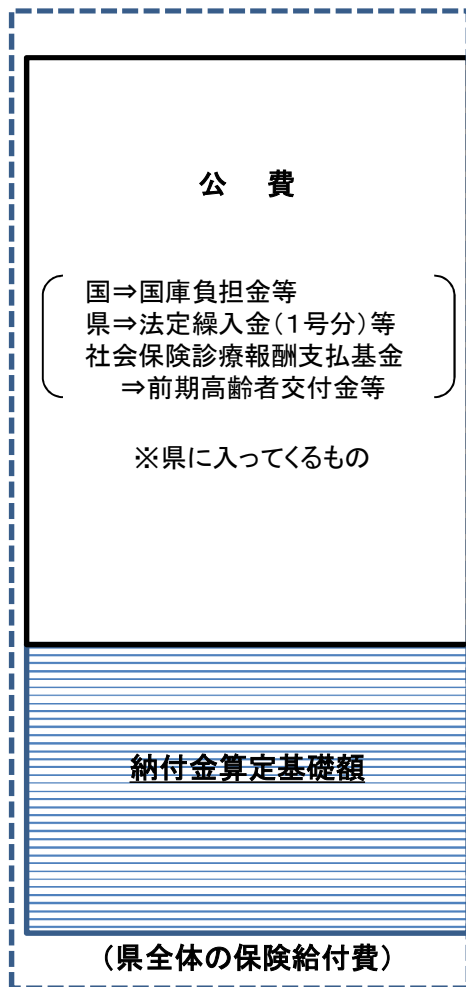 公　費
国⇒国庫負担金等
県⇒法定繰入金（１号分）等
社会保険診療報酬支払基金
⇒前期高齢者交付金等
※県に入ってくるもの
納付金算定基礎額
（県全体の保険給付費）